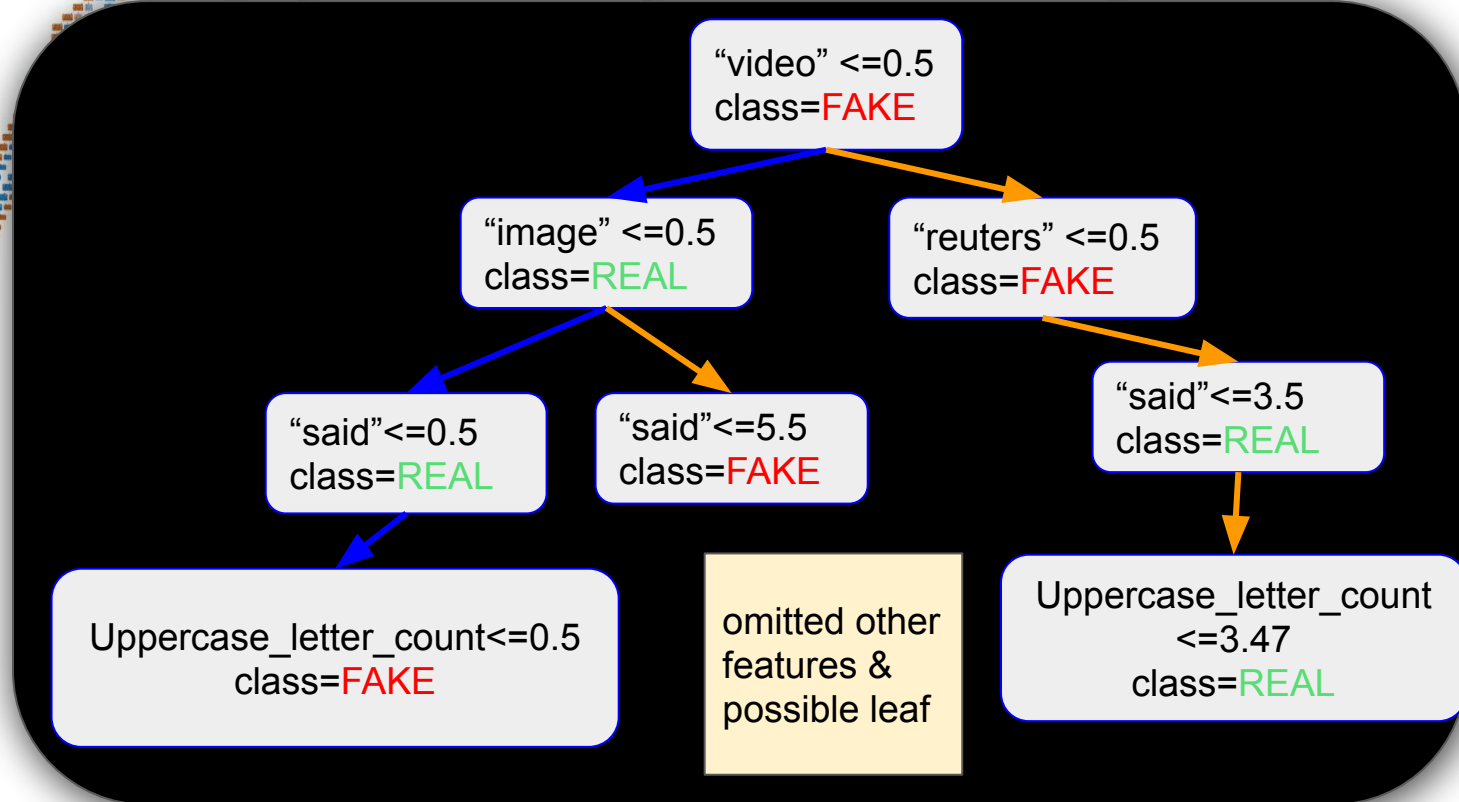 “video” <=0.5
class=FAKE
“image” <=0.5
class=REAL
“reuters” <=0.5
class=FAKE
“said”<=0.5
class=REAL
“said”<=5.5
class=FAKE
“said”<=3.5
class=REAL
Uppercase_letter_count<=0.5
class=FAKE
omitted other
features &
possible leaf
Uppercase_letter_count
<=3.47
class=REAL